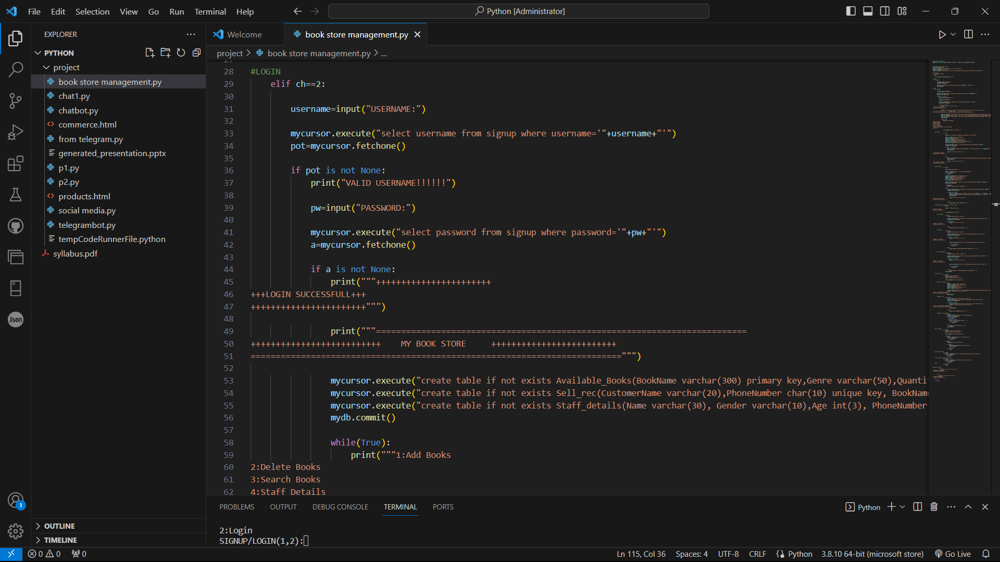 File Edit Selection View Go Run Terminal Help
Python [Administrator]
EXPLORER
PYTHON
project
book store management.py
chat1.py
chatbot.py
commerce.html
from telegram.py
generated_presentation.pptx
p1.py
p2.py
products.html
social media.py
telegrambot.py
tempCodeRunnerFile.python
syllabus.pdf
OUTLINE
TIMELINE
Json
1
Welcome
book store management.py
project > book store management.py > ...
27
28 #LOGIN
29 elif ch==2:
30
31 username=input("USERNAME:")
32
33 mycursor.execute("select username from signup where username='"+username+"'")
34 pot=mycursor.fetchone()
35
36 if pot is not None:
37 print("VALID USERNAME!!!!!!")
38
39 pw=input("PASSWORD:")
40
41 mycursor.execute("select password from signup where password='"+pw+"'")
42 a=mycursor.fetchone()
43
44 if a is not None:
45 print("""+++++++++++++++++++++++
46 +++LOGIN SUCCESSFULL+++
47 +++++++++++++++++++++++""")
48
49 print("""==========================================================================
50 ++++++++++++++++++++++++++    MY BOOK STORE     +++++++++++++++++++++++++
51 ==========================================================================""")
52
53 mycursor.execute("create table if not exists Available_Books(BookName varchar(300) primary key,Genre varchar(50),Quanti
54 mycursor.execute("create table if not exists Sell_rec(CustomerName varchar(20),PhoneNumber char(10) unique key, BookNam
55 mycursor.execute("create table if not exists Staff_details(Name varchar(30), Gender varchar(10),Age int(3), PhoneNumber
56 mydb.commit()
57
58 while(True):
59 print("""1:Add Books
60 2:Delete Books
61 3:Search Books
62 4:Staff Details
PROBLEMS OUTPUT DEBUG CONSOLE TERMINAL PORTS
Python
2:Login
SIGNUP/LOGIN(1,2):
0 0 0
Ln 115, Col 36 Spaces: 4 UTF-8 CRLF Python 3.8.10 64-bit (microsoft store) Go Live